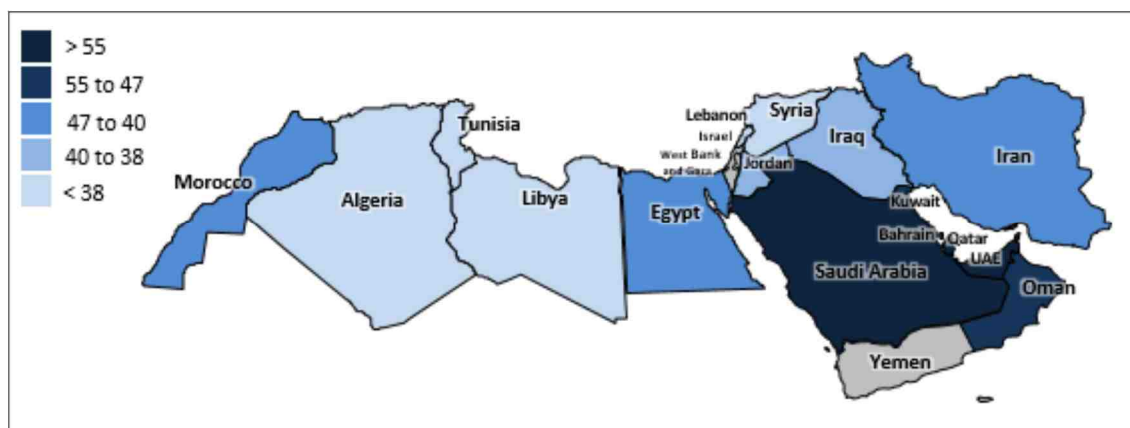 > 55
55 to 47
47 to 40
40 to 38
< 38
Morocco
Algeria
Tunisia
Libya
Egypt
Lebanon
Syria
Israel
West Bank
and Gaza
Jordan
Iraq
Iran
Kuwait
Bahrain
Qatar
UAE
Saudi Arabia
Oman
Yemen